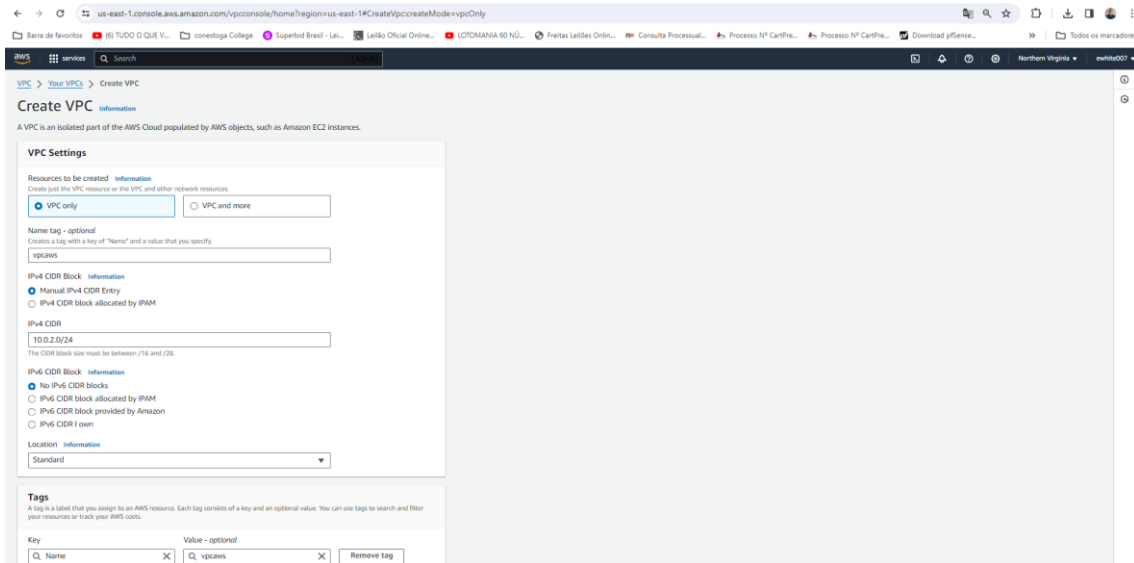 us-east-1.console.aws.amazon.com/vpcconsole/home?region=us-east-1#CreateVpc:createMode=vpcOnly
Barra de favoritos (6) TUDO O QUE V... conestoga College Superbid Brasil - Lei... Leilão Oficial Online... LOTOMANIA 60 NÚ... Freitas Leilões Onlin... Consulta Processual... Processo Nº CartPre... Processo Nº CartPre... Download pfSense... » Todos os marcadore
aws services Search Northern Virginia ewhite007
VPC > Your VPCs > Create VPC
Create VPC Information
A VPC is an isolated part of the AWS Cloud populated by AWS objects, such as Amazon EC2 instances.
VPC Settings
Resources to be created Information
Create just the VPC resource or the VPC and other network resources.
VPC only VPC and more
Name tag - optional
Creates a tag with a key of "Name" and a value that you specify.
vpcaws
IPv4 CIDR Block Information
Manual IPv4 CIDR Entry
IPv4 CIDR block allocated by IPAM
IPv4 CIDR
10.0.2.0/24
The CIDR block size must be between /16 and /28.
IPv6 CIDR Block Information
No IPv6 CIDR blocks
IPv6 CIDR block allocated by IPAM
IPv6 CIDR block provided by Amazon
IPv6 CIDR I own
Location Information
Standard
Tags
A tag is a label that you assign to an AWS resource. Each tag consists of a key and an optional value. You can use tags to search and filter
your resources or track your AWS costs.
Key Value - optional
Name vpcaws Remove tag